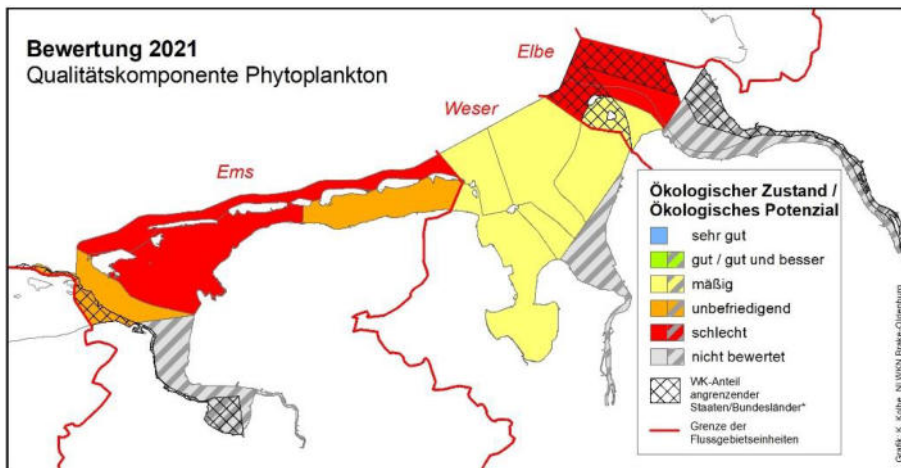 Bewertung 2021
Qualitätskomponente Phytoplankton
Elbe
Weser
Ems
Ökologischer Zustand /
Ökologisches Potenzial
sehr gut
gut / gut und besser
mäßig
unbefriedigend
schlecht
nicht bewertet
WK-Anteil
angrenzender
Staaten/Bundesländer*
Grenze der
Flussgebietseinheiten
Grafik: K. Kolbe, NLWKN Brake-Oldenburg